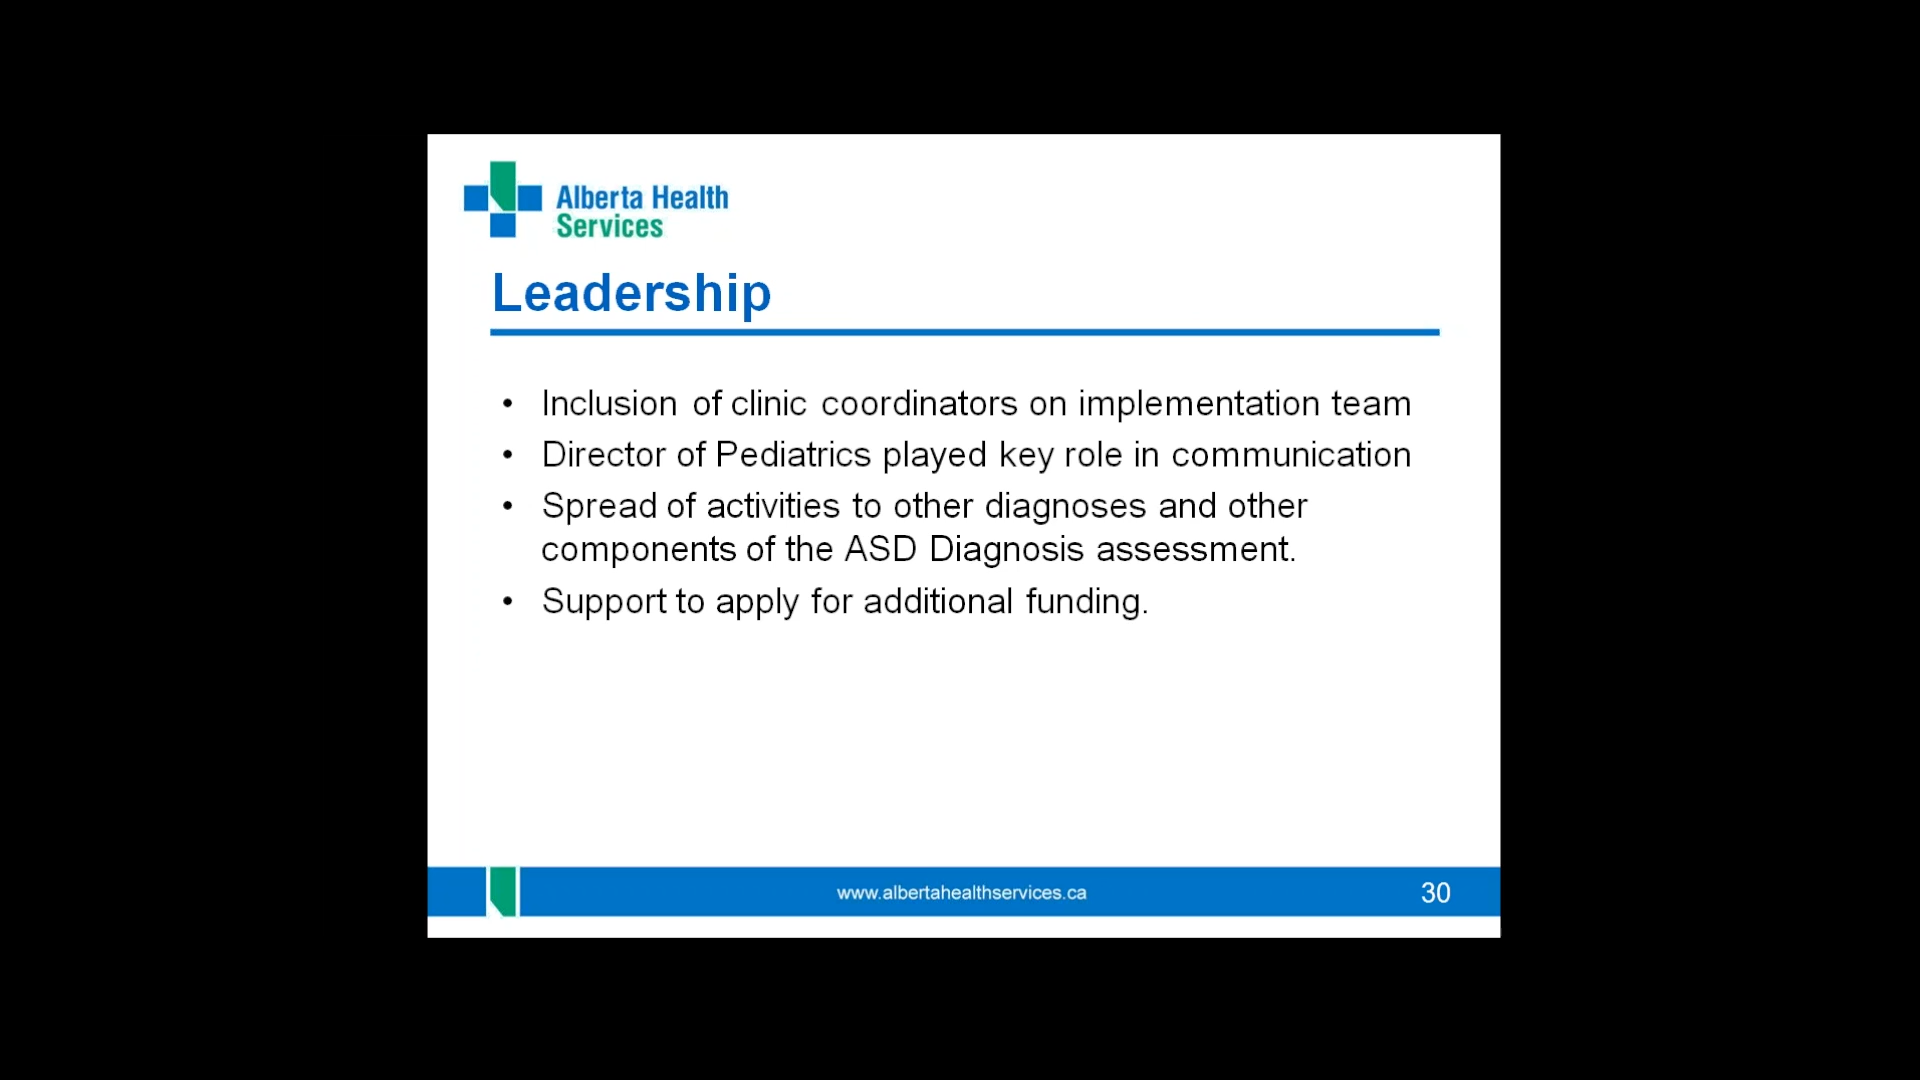 Alberta Health
Services
Leadership
• Inclusion of clinic coordinators on implementation team
• Director of Pediatrics played key role in communication
• Spread of activities to other diagnoses and other
components of the ASD Diagnosis assessment.
• Support to apply for additional funding.
www.albertahealthservices.ca
30